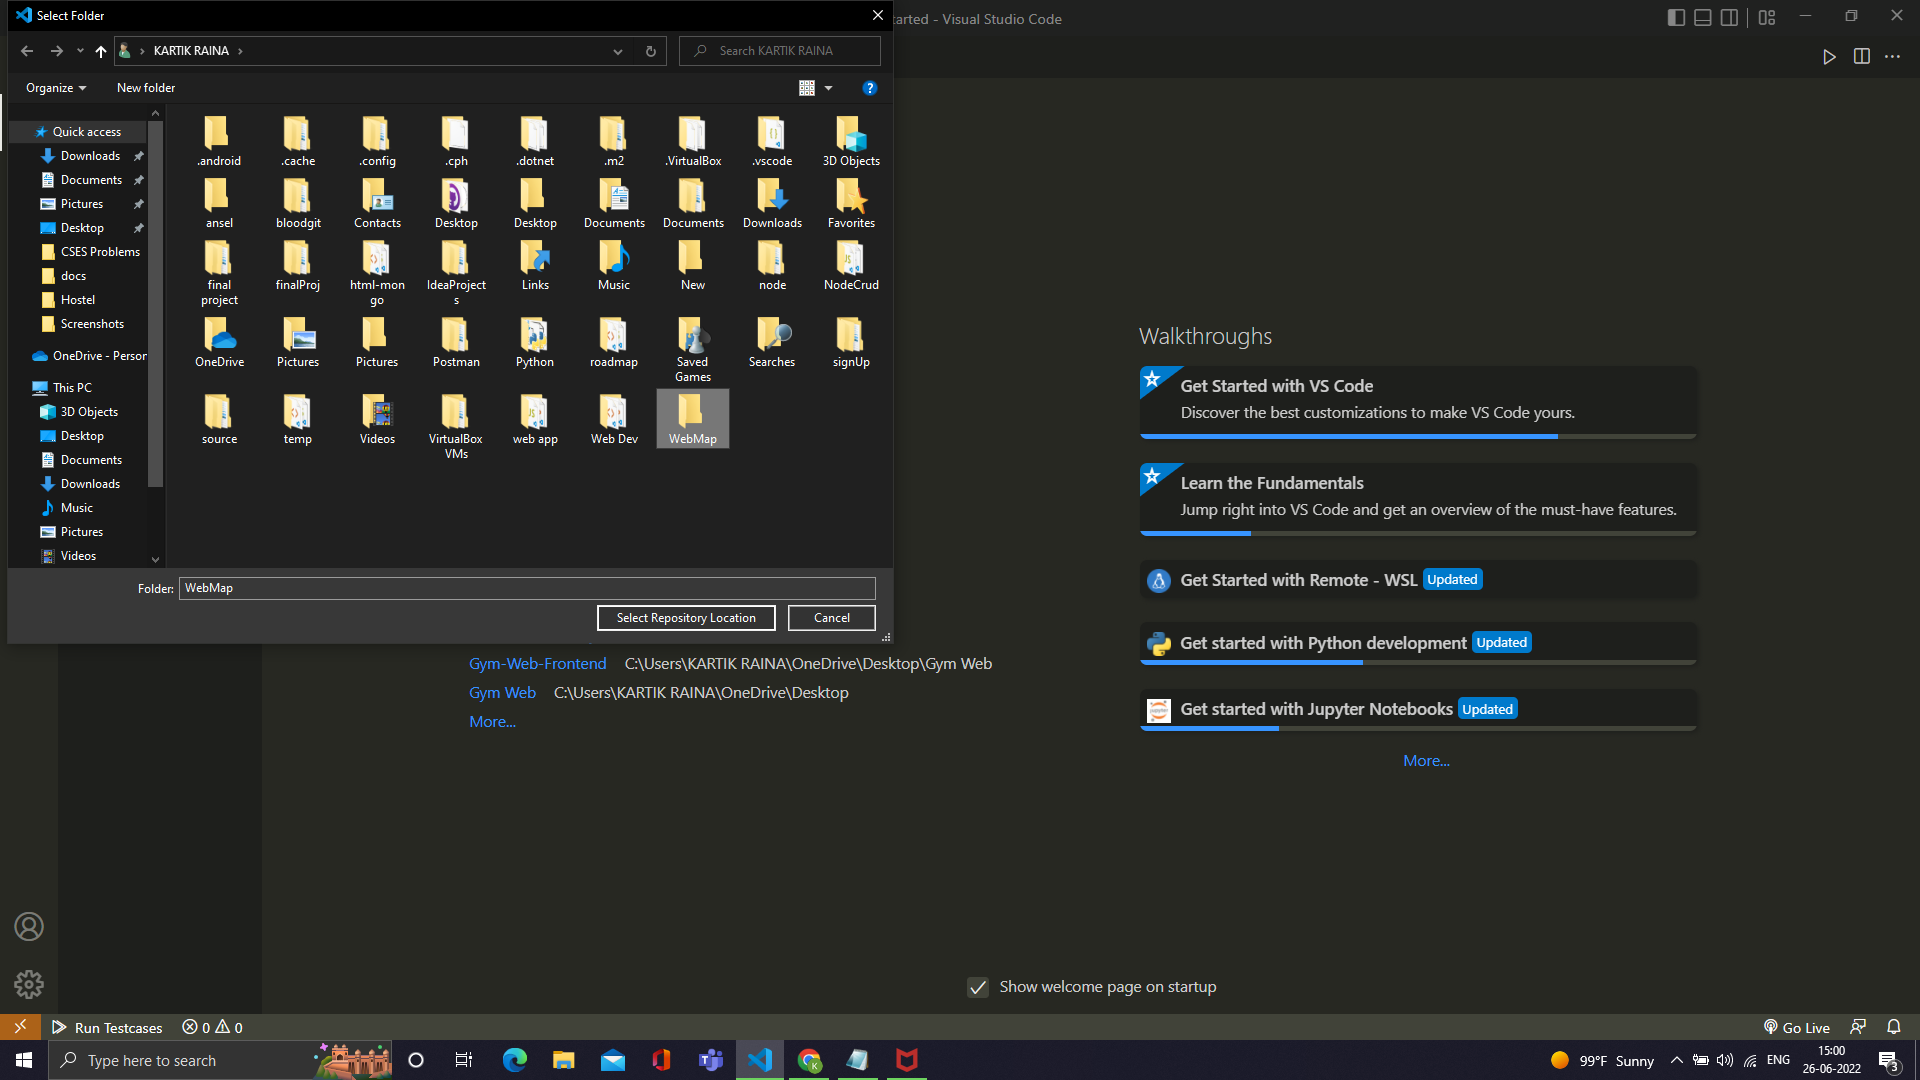 Select Folder
arted - Visual Studio Code
KARTIK RAINA
Search KARTIK RAINA
Organize
New folder
Quick access
Downloads
Documents
Pictures
Desktop
CSES Problems
docs
Hostel
Screenshots
OneDrive - Person
This PC
3D Objects
Desktop
Documents
Downloads
Music
Pictures
Videos
.android
.cache
.config
.cph
.dotnet
.m2
.VirtualBox
.vscode
3D Objects
ansel
bloodgit
Contacts
Desktop
Desktop
Documents
Documents
Downloads
Favorites
final
project
finalProj
html-mon
go
IdeaProject
s
Links
Music
New
node
NodeCrud
OneDrive
Pictures
Pictures
Postman
Python
roadmap
Saved
Games
Searches
signUp
source
temp
Videos
VirtualBox
VMs
web app
Web Dev
WebMap
Folder: WebMap
Select Repository Location
Cancel
Gym-Web-Frontend C:\Users\KARTIK RAINA\OneDrive\Desktop\Gym Web
Gym Web C:\Users\KARTIK RAINA\OneDrive\Desktop
More...
Walkthroughs
Get Started with VS Code
Discover the best customizations to make VS Code yours.
Learn the Fundamentals
Jump right into VS Code and get an overview of the must-have features.
Get Started with Remote - WSL Updated
Get started with Python development Updated
Get started with Jupyter Notebooks Updated
More...
Show welcome page on startup
Run Testcases 0 0
Go Live
Type here to search
99°F Sunny
ENG
15:00
26-06-2022
3